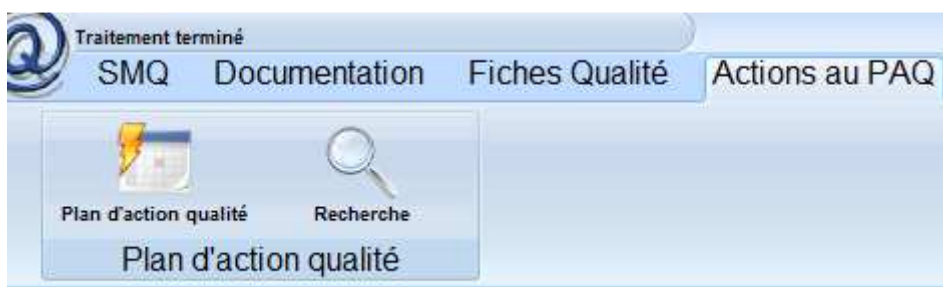 Traitement terminé
SMQ Documentation Fiches Qualité Actions au PAQ
Plan d'action qualité Recherche
Plan d'action qualité